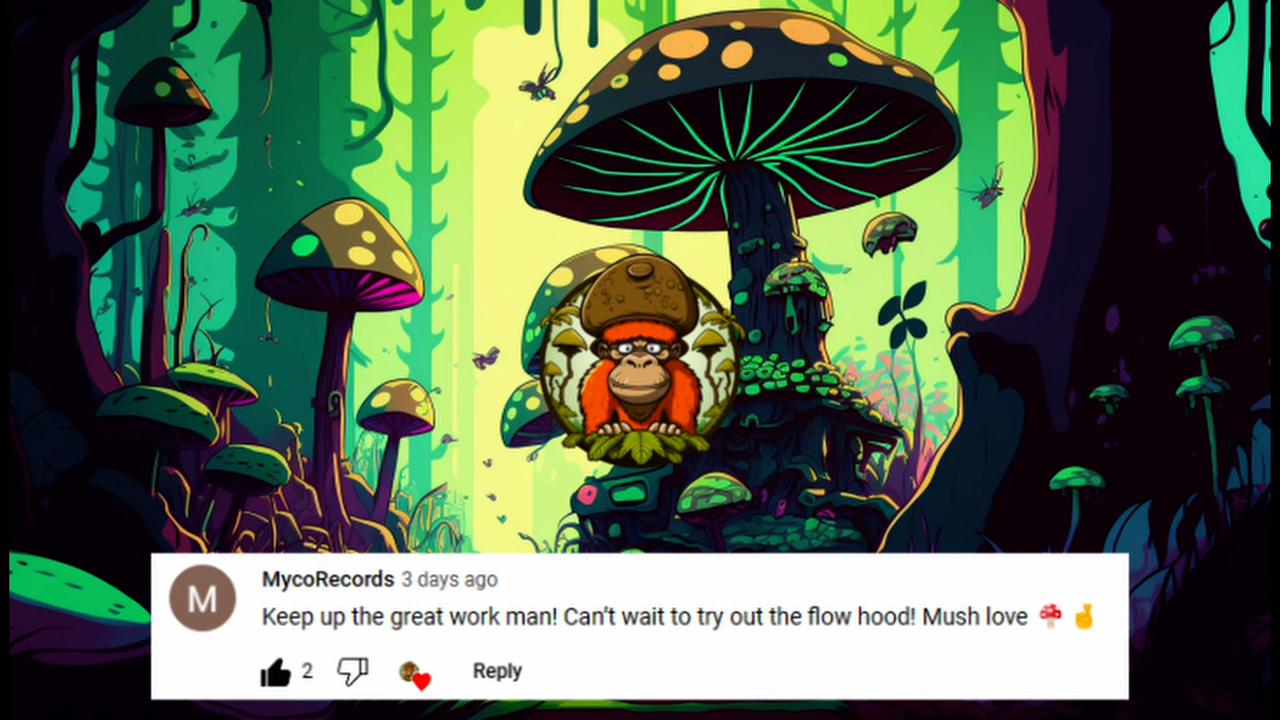 M
MycoRecords 3 days ago
Keep up the great work man! Can't wait to try out the flow hood! Mush love 🍄 🤞
2 Reply